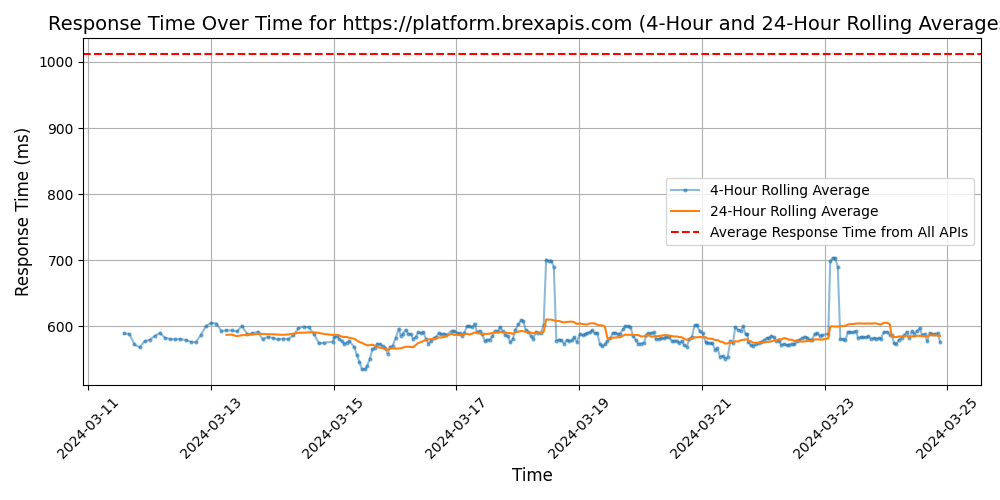 Response Time Over Time for https://platform.brexapis.com (4-Hour and 24-Hour Rolling Average
Response Time (ms)
1000
900
800
700
600
4-Hour Rolling Average
24-Hour Rolling Average
Average Response Time from All APIs
2024-03-11
2024-03-13
2024-03-15
2024-03-17
2024-03-19
2024-03-21
2024-03-23
2024-03-25
Time